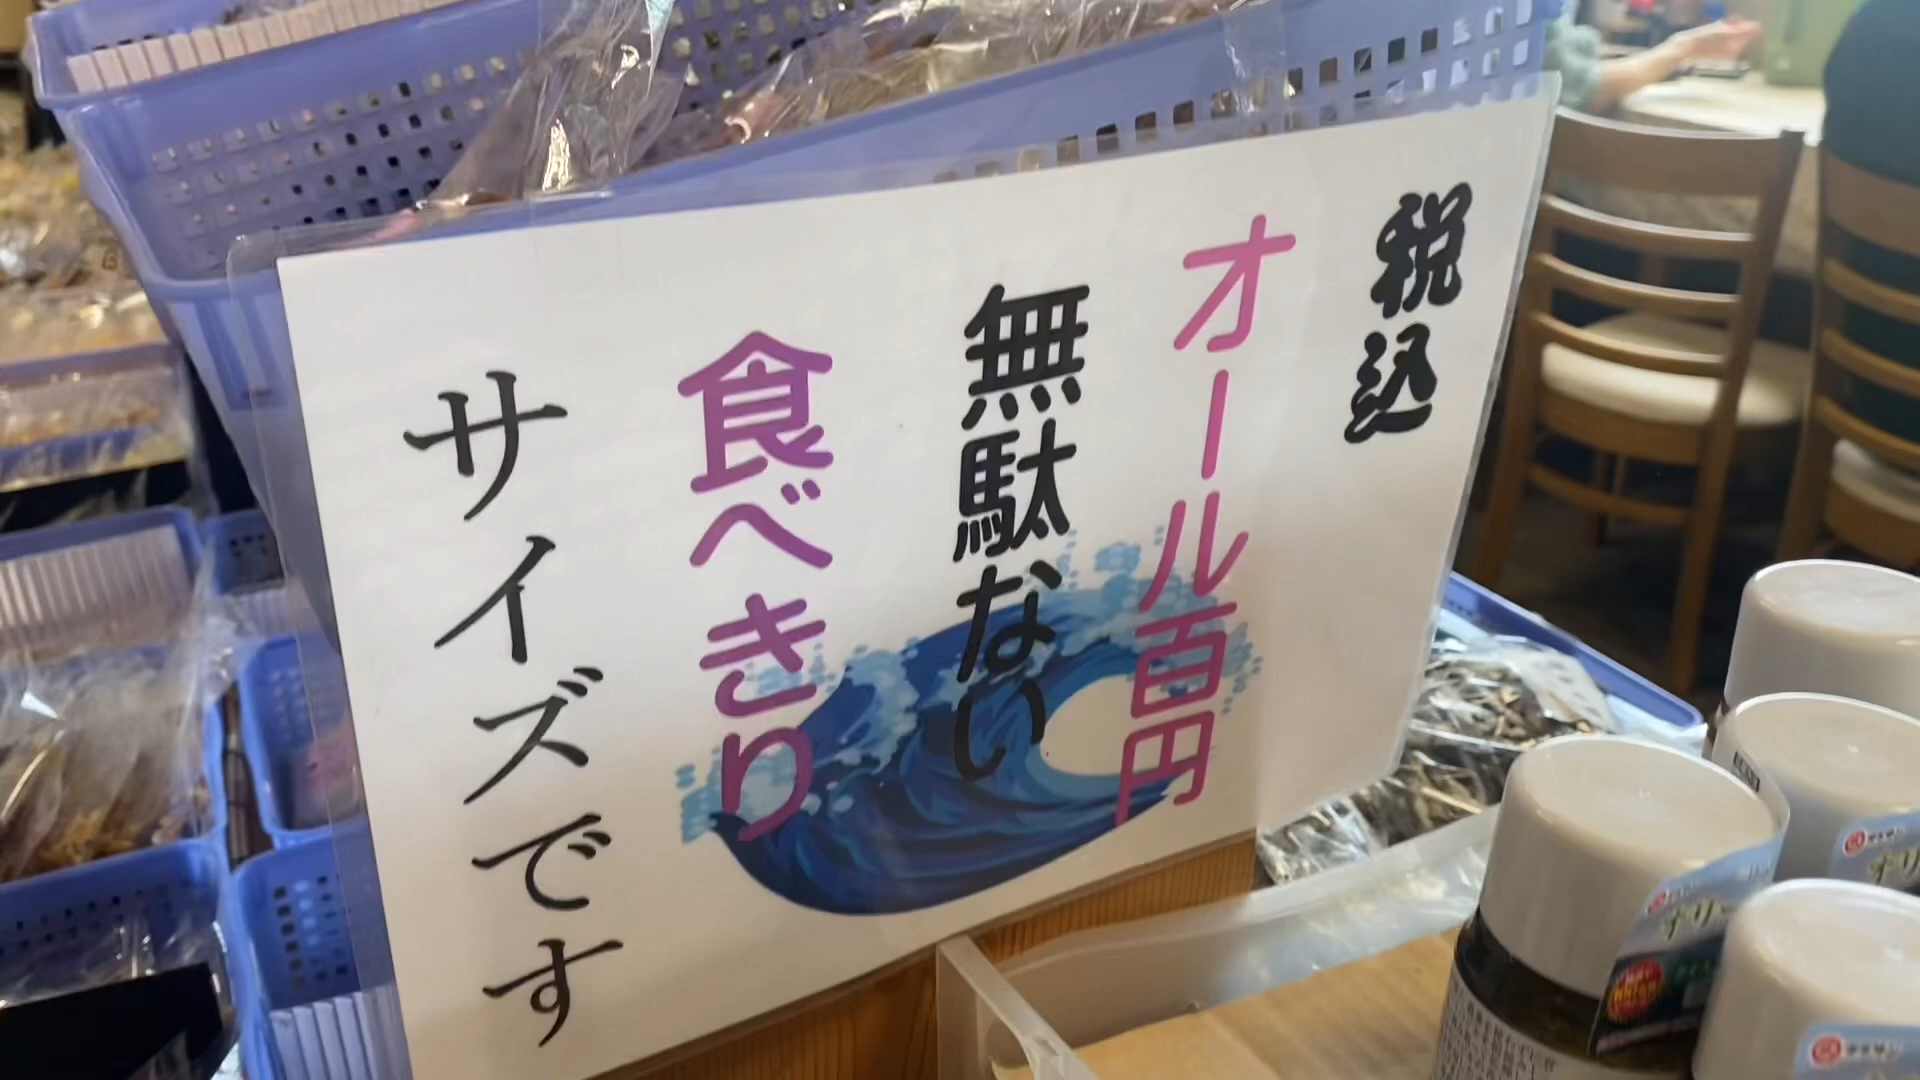 税込
オール百円
無駄ない
食べきり
サイズです